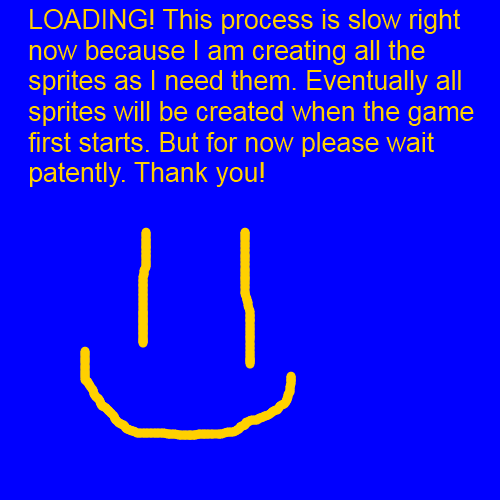 LOADING! This process is slow right
now because I am creating all the
sprites as I need them. Eventually all
sprites will be created when the game
first starts. But for now please wait
patently. Thank you!